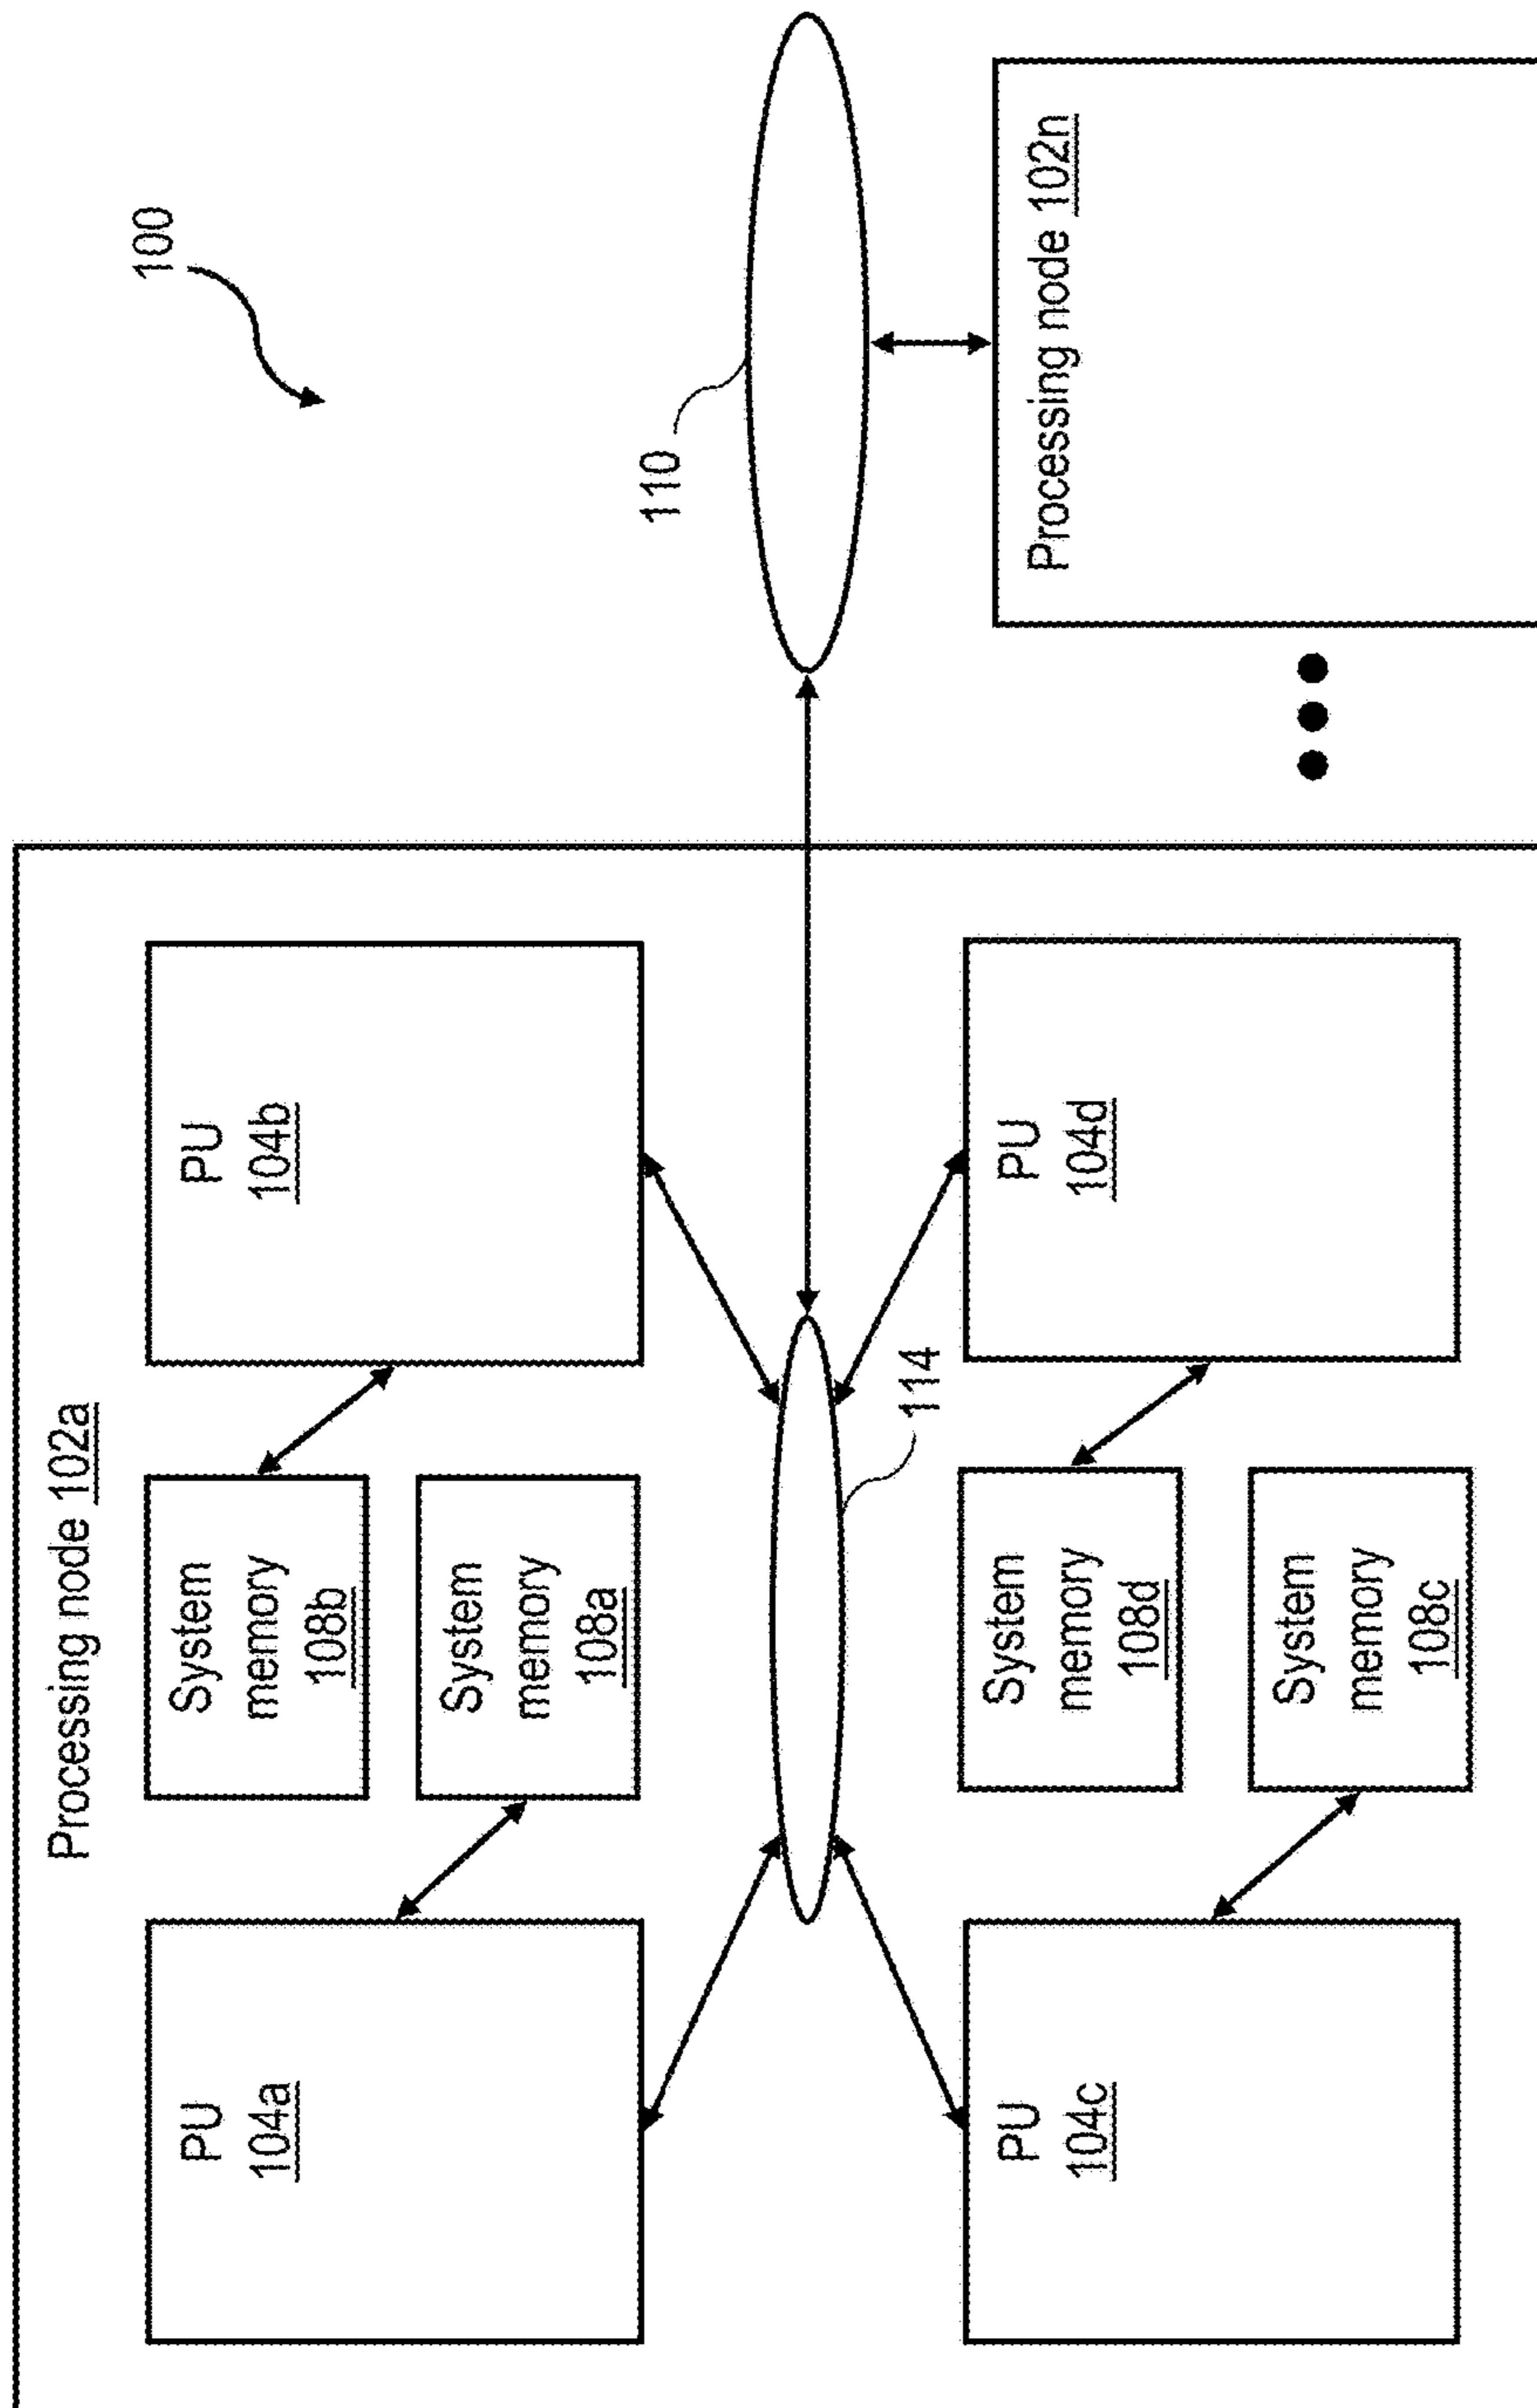 100
Processing node 102a
PU
104a
System
memory
108b
System
memory
108a
PU
104b
110
114
PU
104c
System
memory
108d
System
memory
108c
PU
104d
Processing node 102n